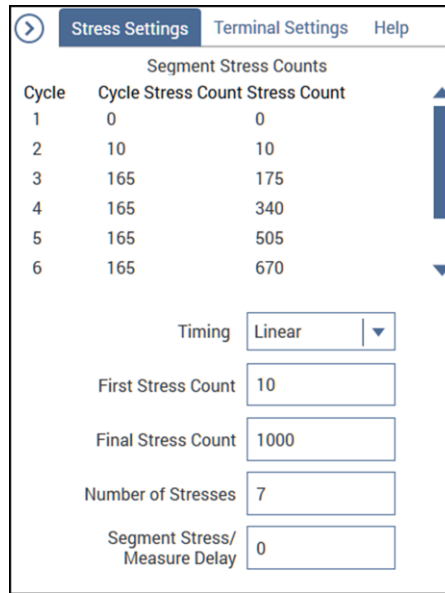 Stress Settings Terminal Settings Help
Segment Stress Counts
Cycle Cycle Stress Count Stress Count
1 0 0
2 10 10
3 165 175
4 165 340
5 165 505
6 165 670
Timing Linear
First Stress Count 10
Final Stress Count 1000
Number of Stresses 7
Segment Stress/
Measure Delay 0